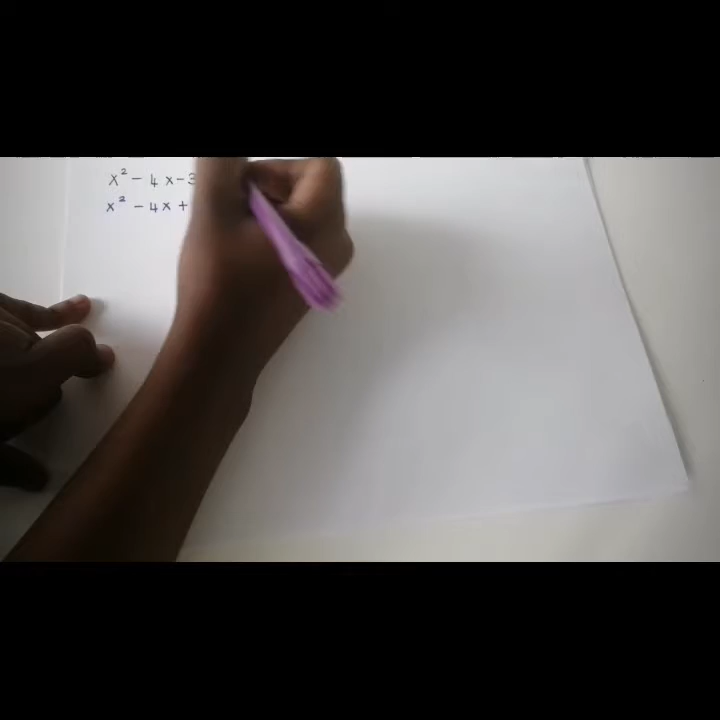 x² - 4x - 3
x² - 4x +